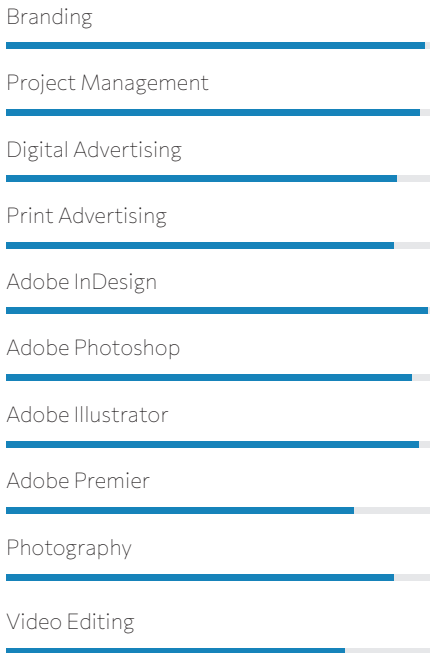 Branding
Project Management
Digital Advertising
Print Advertising
Adobe InDesign
Adobe Photoshop
Adobe Illustrator
Adobe Premier
Photography
Video Editing